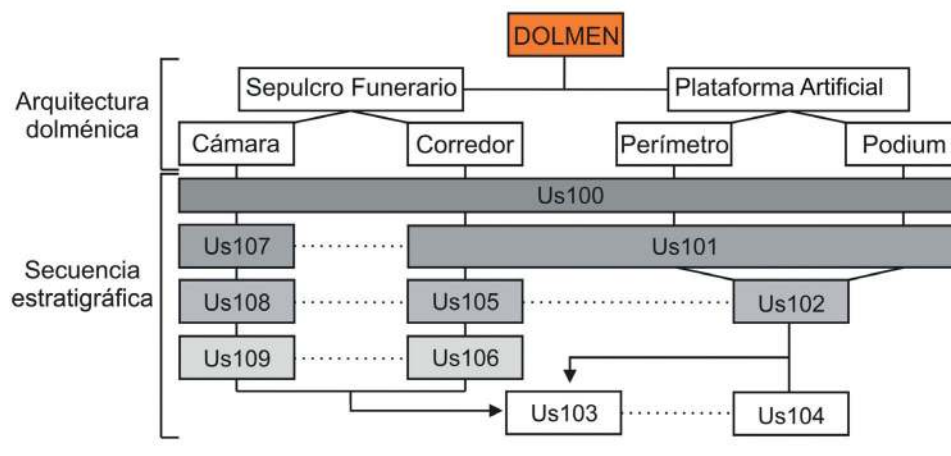 DOLMEN
Arquitectura
dolménica
Sepulcro Funerario
Plataforma Artificial
Cámara
Corredor
Perímetro
Podium
Secuencia
estratigráfica
Us100
Us107
Us101
Us108
Us105
Us102
Us109
Us106
Us103
Us104